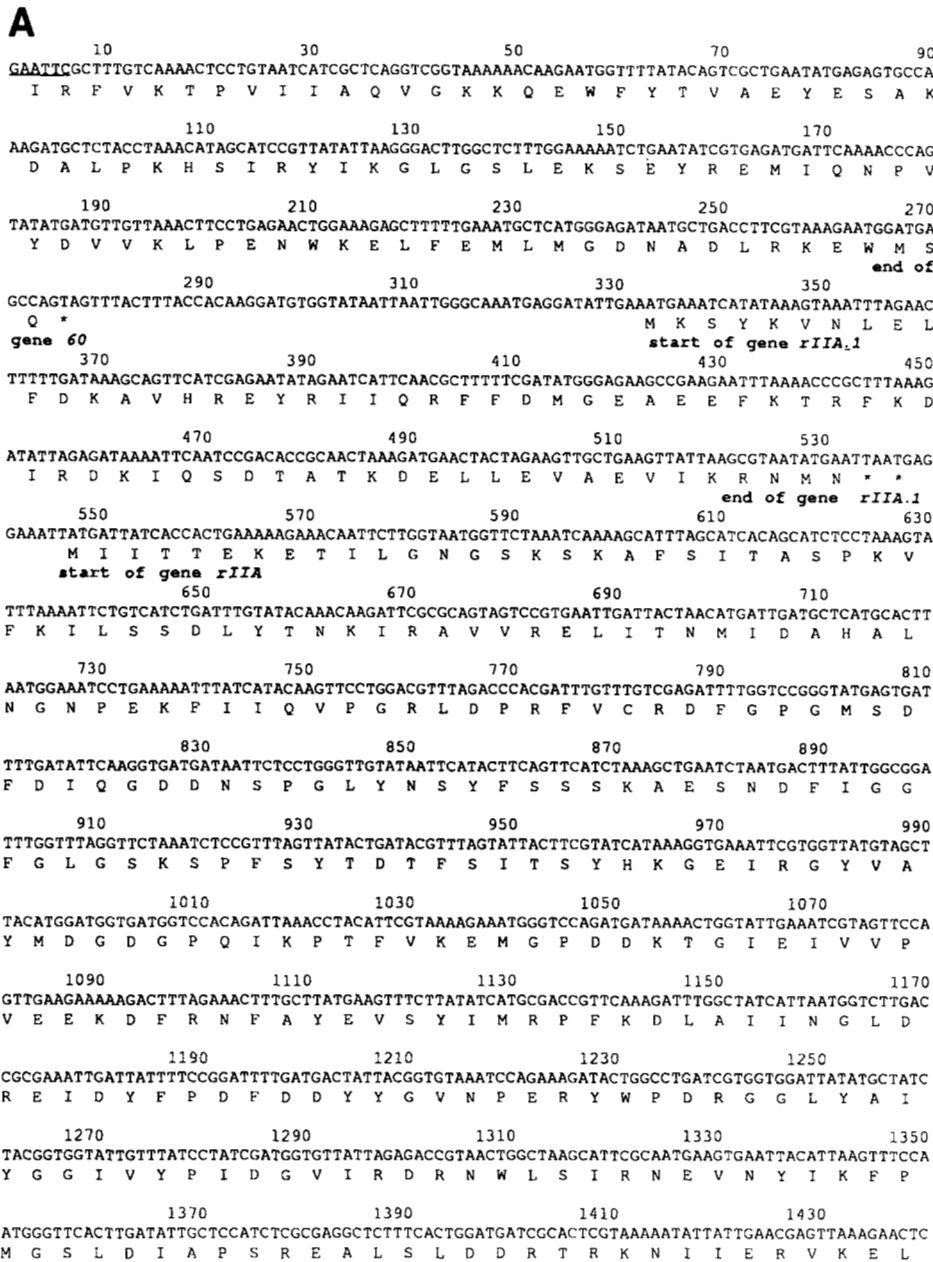 A
10 30 50 70 90
GAATTCGCTTTGTCAAAACTCCTGTAATCATCGCTCAGGTCGGTAAAAAACAAGAATGGTTTTATACAGTCGCTGAATATGAGAGTGCCA
I R F V K T P V I I A Q V G K K Q E W F Y T V A E Y E S A K
110 130 150 170
AAGATGCTCTACCTAAACATAGCATCCGTTATATTAAGGGACTTGGCTCTTTGGAAAAATCTGAATATCGTGAGATGATTCAAAACCCAG
D A L P K H S I R Y I K G L G S L E K S E Y R E M I Q N P V
190 210 230 250 270
TATATGATGTTGTTAAACTTCCTGAGAACTGGAAAGAGCTTTTTGAAATGCTCATGGGAGATAATGCTGACCTTCGTAAAGAATGGATGA
Y D V V K L P E N W K E L F E M L M G D N A D L R K E W M S
end of
290 310 330 350
GCCAGTAGTTTACTTTACCACAAGGATGTGGTATAATTAATTGGGCAAATGAGGATATTGAAATGAAATCATATAAAGTAAATTTAGAAC
Q * M K S Y K V N L E L
gene 60 start of gene rIIA.1
370 390 410 430 450
TTTTTGATAAAGCAGTTCATCGAGAATATAGAATCATTCAACGCTTTTTCGATATGGGAGAAGCCGAAGAATTTAAAACCCGCTTTAAAG
F D K A V H R E Y R I I Q R F F D M G E A E E F K T R F K D
470 490 510 530
ATATTAGAGATAAAATTCAATCCGACACCGCAACTAAAGATGAACTACTAGAAGTTGCTGAAGTTATTAAGCGTAATATGAATTAATGAG
I R D K I Q S D T A T K D E L L E V A E V I K R N M N * *
end of gene rIIA.1
550 570 590 610 630
GAAATTATGATTATCACCACTGAAAAAGAAACAATTCTTGGTAATGGTTCTAAATCAAAAGCATTTAGCATCACAGCATCTCCTAAAGTA
M I I T T E K E T I L G N G S K S K A F S I T A S P K V
start of gene rIIA
650 670 690 710
TTTAAAATTCTGTCATCTGATTTGTATACAAACAAGATTCGCGCAGTAGTCCGTGAATTGATTACTAACATGATTGATGCTCATGCACTT
F K I L S S D L Y T N K I R A V V R E L I T N M I D A H A L
730 750 770 790 810
AATGGAAATCCTGAAAAATTTATCATACAAGTTCCTGGACGTTTAGACCCACGATTTGTTTGTCGAGATTTTGGTCCGGGTATGAGTGAT
N G N P E K F I I Q V P G R L D P R F V C R D F G P G M S D
830 850 870 890
TTTGATATTCAAGGTGATGATAATTCTCCTGGGTTGTATAATTCATACTTCAGTTCATCTAAAGCTGAATCTAATGACTTTATTGGCGGA
F D I Q G D D N S P G L Y N S Y F S S S K A E S N D F I G G
910 930 950 970 990
TTTGGTTTAGGTTCTAAATCTCCGTTTAGTTATACTGATACGTTTAGTATTACTTCGTATCATAAAGGTGAAATTCGTGGTTATGTAGCT
F G L G S K S P F S Y T D T F S I T S Y H K G E I R G Y V A
1010 1030 1050 1070
TACATGGATGGTGATGGTCCACAGATTAAACCTACATTCGTAAAAGAAATGGGTCCAGATGATAAAACTGGTATTGAAATCGTAGTTCCA
Y M D G D G P Q I K P T F V K E M G P D D K T G I E I V V P
1090 1110 1130 1150 1170
GTTGAAGAAAAAGACTTTAGAAACTTTGCTTATGAAGTTTCTTATATCATGCGACCGTTCAAAGATTTGGCTATCATTAATGGTCTTGAC
V E E K D F R N F A Y E V S Y I M R P F K D L A I I N G L D
1190 1210 1230 1250
CGCGAAATTGATTATTTTCCGGATTTTGATGACTATTACGGTGTAAATCCAGAAAGATACTGGCCTGATCGTGGTGGATTATATGCTATC
R E I D Y F P D F D D Y Y G V N P E R Y W P D R G G L Y A I
1270 1290 1310 1330 1350
TACGGTGGTATTGTTTATCCTATCGATGGTGTTATTAGAGACCGTAACTGGCTAAGCATTCGCAATGAAGTGAATTACATTAAGTTTCCA
Y G G I V Y P I D G V I R D R N W L S I R N E V N Y I K F P
1370 1390 1410 1430
ATGGGTTCACTTGATATTGCTCCATCTCGCGAGGCTCTTTCACTGGATGATCGCACTCGTAAAAATATTATTGAACGAGTTAAAGAACTC
M G S L D I A P S R E A L S L D D R T R K N I I E R V K E L